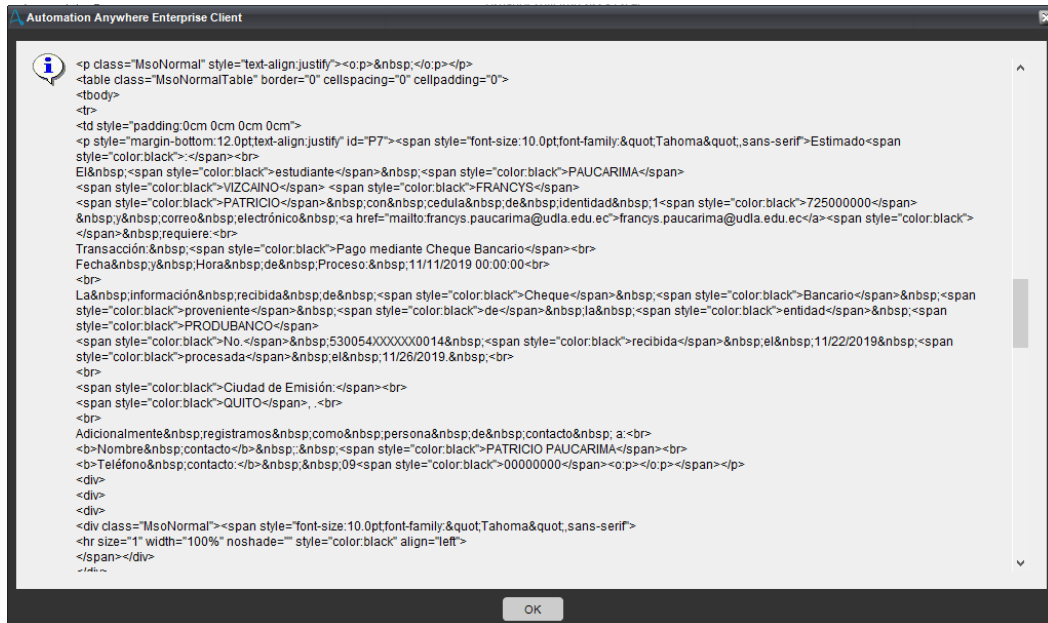 Automation Anywhere Enterprise Client
<p class="MsoNormal" style="text-align:justify"><o:p>&nbsp;</o:p></p>
<table class="MsoNormalTable" border="0" cellspacing="0" cellpadding="0">
<tbody>
<tr>
<td style="padding:0cm 0cm 0cm 0cm">
<p style="margin-bottom:12.0pt;text-align:justify" id="P7"><span style="font-size:10.0pt;font-family:&quot;Tahoma&quot;,sans-serif">Estimado<span
style="color:black">:</span><br>
El&nbsp;<span style="color:black">estudiante</span>&nbsp;<span style="color:black">PAUCARIMA</span>
<span style="color:black">VIZCAINO</span> <span style="color:black">FRANCYS</span>
<span style="color:black">PATRICIO</span>&nbsp;con&nbsp;cedula&nbsp;de&nbsp;identidad&nbsp;1<span style="color:black">725000000</span>
&nbsp;y&nbsp;correo&nbsp;electrónico&nbsp;<a href="mailto:francys.paucarima@udla.edu.ec">francys.paucarima@udla.edu.ec</a><span style="color:black">
</span>&nbsp;requiere:<br>
Transacción:&nbsp;<span style="color:black">Pago mediante Cheque Bancario</span><br>
Fecha&nbsp;y&nbsp;Hora&nbsp;de&nbsp;Proceso:&nbsp;11/11/2019 00:00:00<br>
<br>
La&nbsp;información&nbsp;recibida&nbsp;de&nbsp;<span style="color:black">Cheque</span>&nbsp;<span style="color:black">Bancario</span>&nbsp;<span
style="color:black">proveniente</span>&nbsp;<span style="color:black">de</span>&nbsp;la&nbsp;<span style="color:black">entidad</span>&nbsp;<span
style="color:black">PRODUBANCO</span>
<span style="color:black">No.</span>&nbsp;530054XXXXXX0014&nbsp;<span style="color:black">recibida</span>&nbsp;el&nbsp;11/22/2019&nbsp;<span
style="color:black">procesada</span>&nbsp;el&nbsp;11/26/2019.&nbsp;<br>
<br>
<span style="color:black">Ciudad de Emisión:</span><br>
<span style="color:black">QUITO</span>, .<br>
<br>
Adicionalmente&nbsp;registramos&nbsp;como&nbsp;persona&nbsp;de&nbsp;contacto&nbsp; a:<br>
<b>Nombre&nbsp;contacto</b>&nbsp;:&nbsp;<span style="color:black">PATRICIO PAUCARIMA</span><br>
<b>Teléfono&nbsp;contacto:</b>&nbsp;&nbsp;09<span style="color:black">00000000</span><o:p></o:p></span></p>
<div>
<div>
<div>
<div class="MsoNormal"><span style="font-size:10.0pt;font-family:&quot;Tahoma&quot;,sans-serif">
<hr size="1" width="100%" noshade="" style="color:black" align="left">
</span></div>
</div>
OK